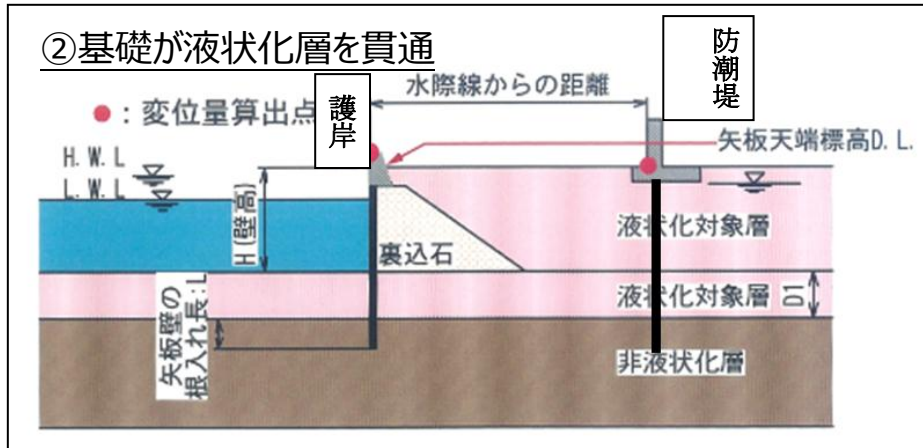 ②基礎が液状化層を貫通
防潮堤
水際線からの距離
護岸
●:変位量算出点
矢板天端標高D.L.
H.W.L
L.W.L
H(壁高)
液状化対象層
裏込石
液状化対象層
D1
矢板壁の
根入れ長:L
非液状化層